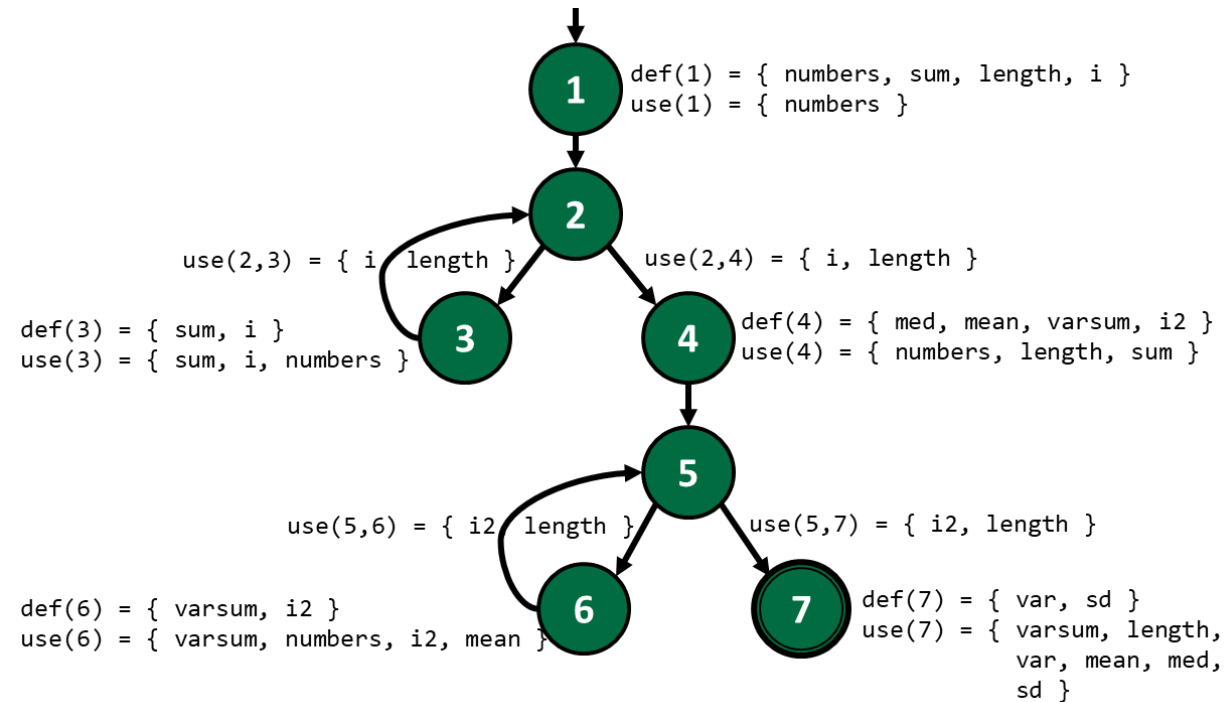 1
def(1) = { numbers, sum, length, i }
use(1) = { numbers }
2
use(2,3) = { i, length }
use(2,4) = { i, length }
def(3) = { sum, i }
use(3) = { sum, i, numbers }
3
4
def(4) = { med, mean, varsum, i2 }
use(4) = { numbers, length, sum }
5
use(5,6) = { i2, length }
use(5,7) = { i2, length }
def(6) = { varsum, i2 }
use(6) = { varsum, numbers, i2, mean }
6
7
def(7) = { var, sd }
use(7) = { varsum, length,
var, mean, med,
sd }